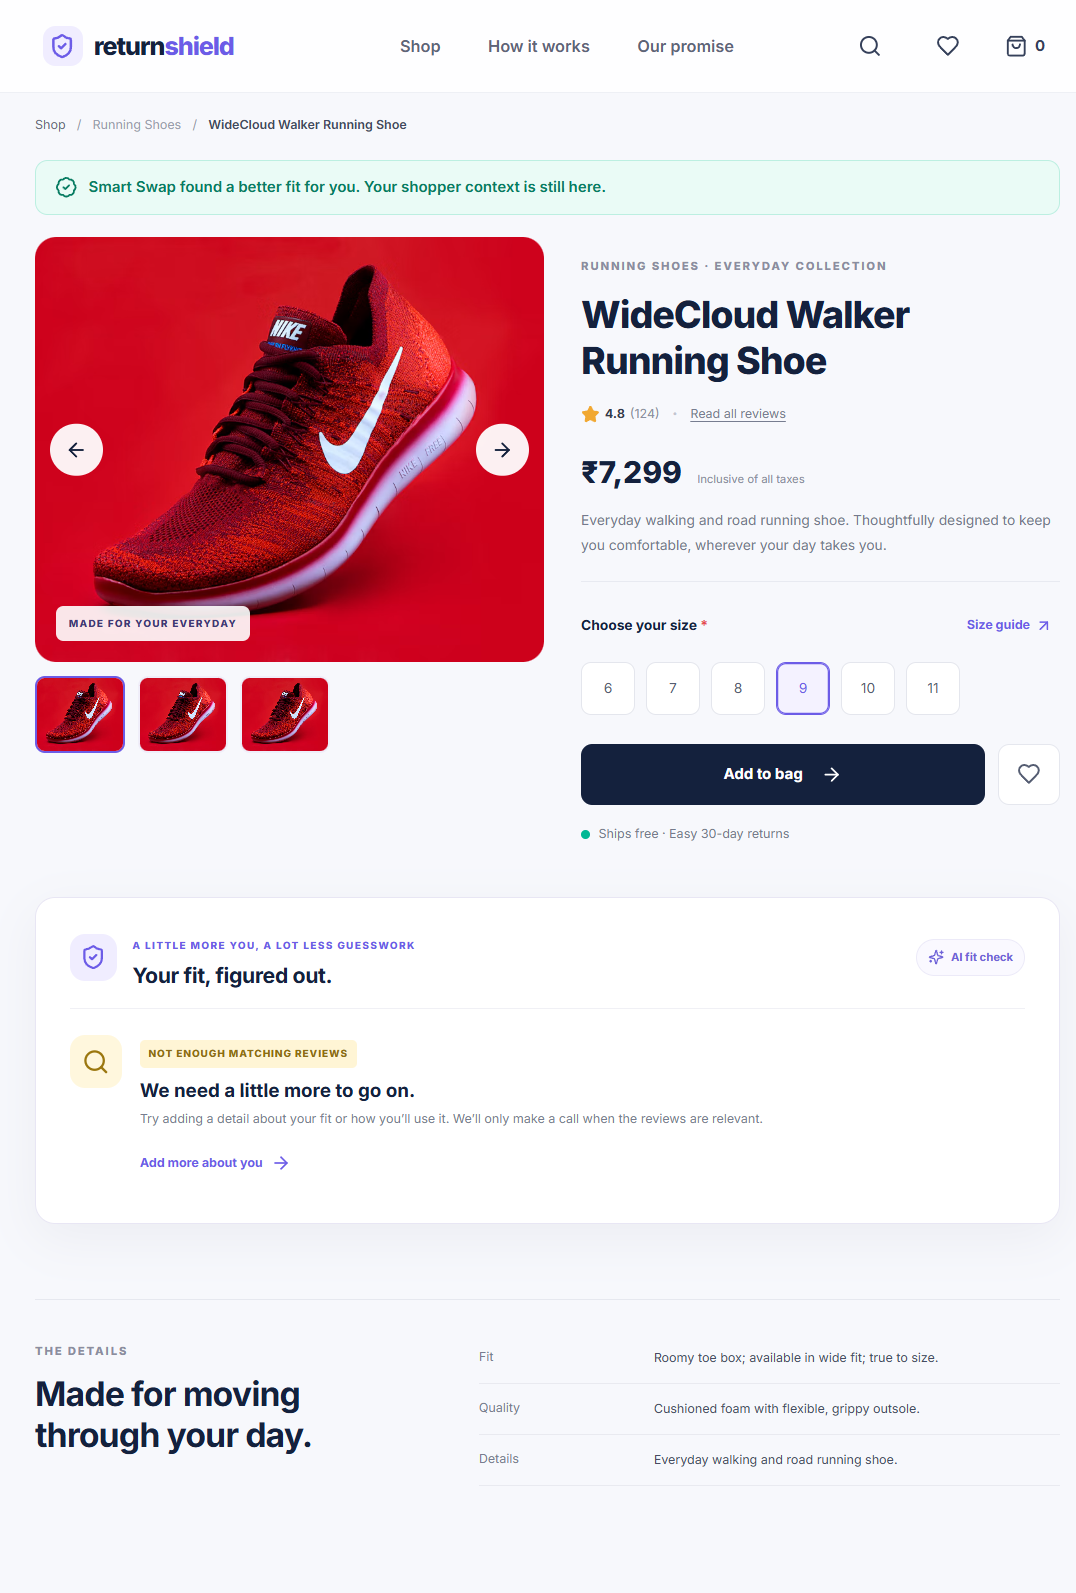 returnshield
Shop
How it works
Our promise
0
Shop / Running Shoes / WideCloud Walker Running Shoe
Smart Swap found a better fit for you. Your shopper context is still here.
NIKE
NIKE FREE
MADE FOR YOUR EVERYDAY
RUNNING SHOES · EVERYDAY COLLECTION
WideCloud Walker
Running Shoe
4.8 (124) · Read all reviews
₹7,299 Inclusive of all taxes
Everyday walking and road running shoe. Thoughtfully designed to keep
you comfortable, wherever your day takes you.
Choose your size *
Size guide
6 7 8 9 10 11
Add to bag
Ships free · Easy 30-day returns
A LITTLE MORE YOU, A LOT LESS GUESSWORK
Your fit, figured out.
AI fit check
NOT ENOUGH MATCHING REVIEWS
We need a little more to go on.
Try adding a detail about your fit or how you’ll use it. We’ll only make a call when the reviews are relevant.
Add more about you
THE DETAILS
Made for moving
through your day.
Fit Roomy toe box; available in wide fit; true to size.
Quality Cushioned foam with flexible, grippy outsole.
Details Everyday walking and road running shoe.